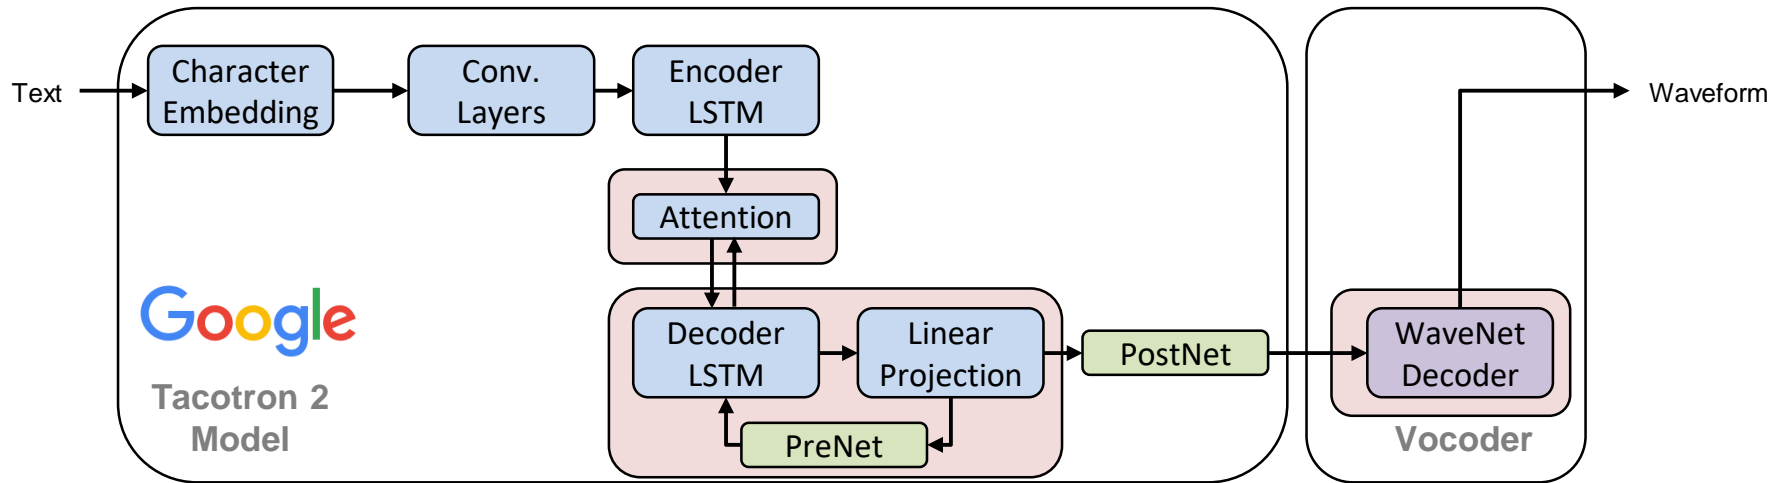 Text
Character
Embedding
Conv.
Layers
Encoder
LSTM
Waveform
Attention
Google
Tacotron 2
Model
Decoder
LSTM
Linear
Projection
PreNet
PostNet
WaveNet
Decoder
Vocoder